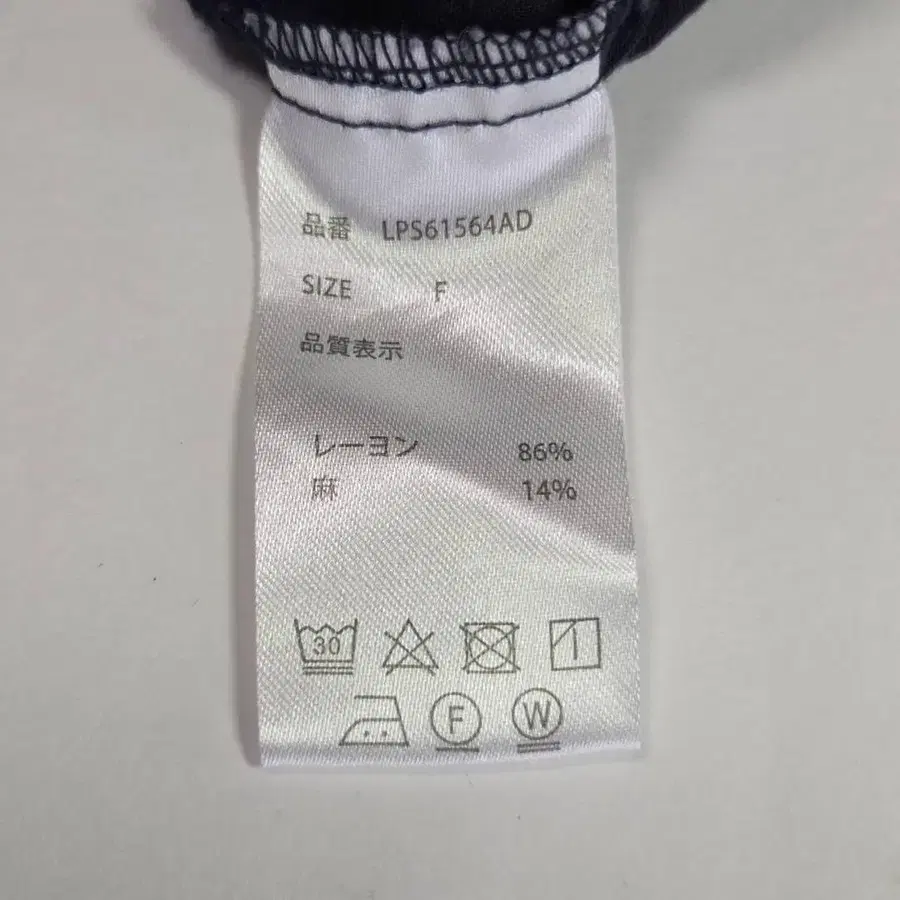 品番 LPS61564AD
SIZE F
品質表示
レーヨン 86%
麻 14%
30
F W